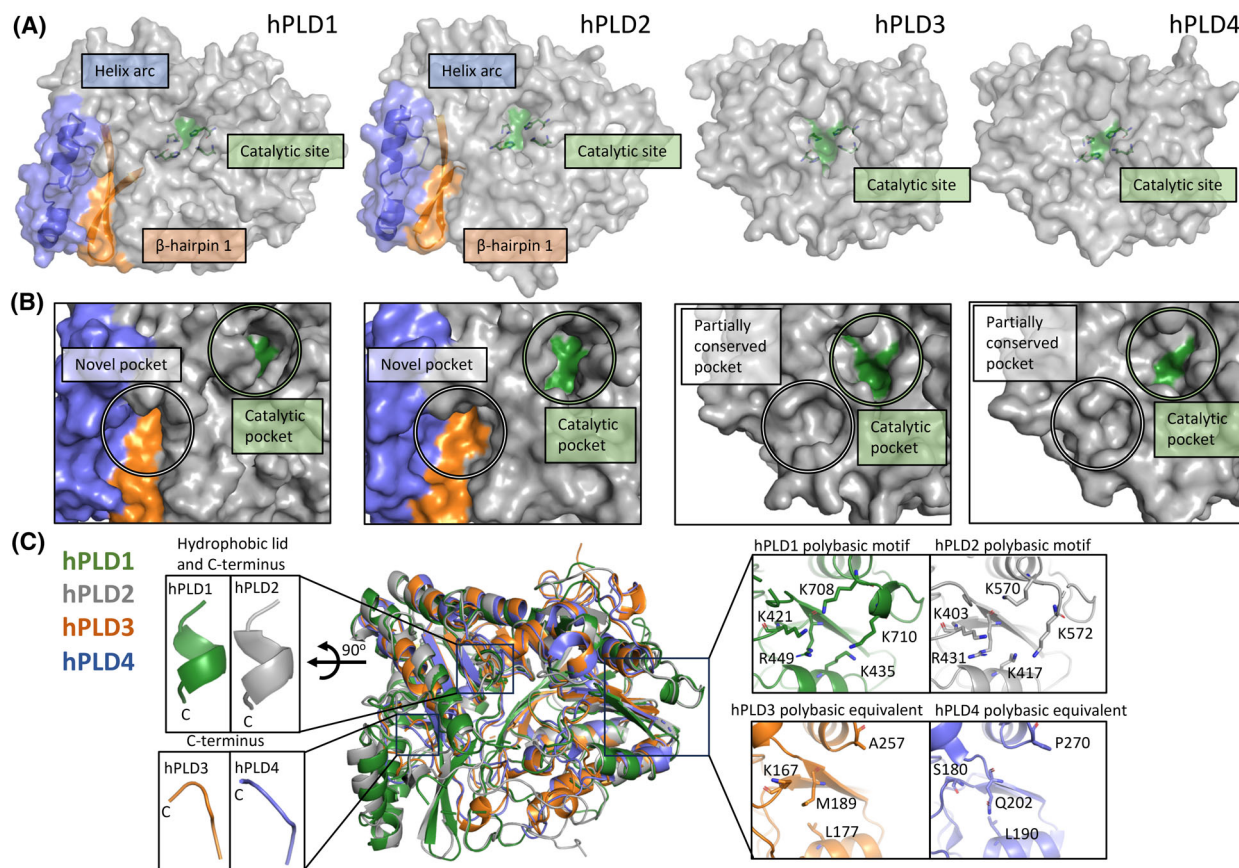 (A)
hPLD1
hPLD2
hPLD3
hPLD4
Helix arc
Catalytic site
β-hairpin 1
Helix arc
Catalytic site
β-hairpin 1
Catalytic site
Catalytic site
(B)
Novel pocket
Catalytic
pocket
Novel pocket
Catalytic
pocket
Partially
conserved
pocket
Catalytic
pocket
Partially
conserved
pocket
Catalytic
pocket
(C)
hPLD1
hPLD2
hPLD3
hPLD4
Hydrophobic lid
and C-terminus
hPLD1
hPLD2
C
C
90°
C-terminus
hPLD3
hPLD4
C
C
hPLD1 polybasic motif
K708
K421
K710
R449
K435
hPLD2 polybasic motif
K570
K403
K572
R431
K417
hPLD3 polybasic equivalent
A257
K167
M189
L177
hPLD4 polybasic equivalent
P270
S180
Q202
L190